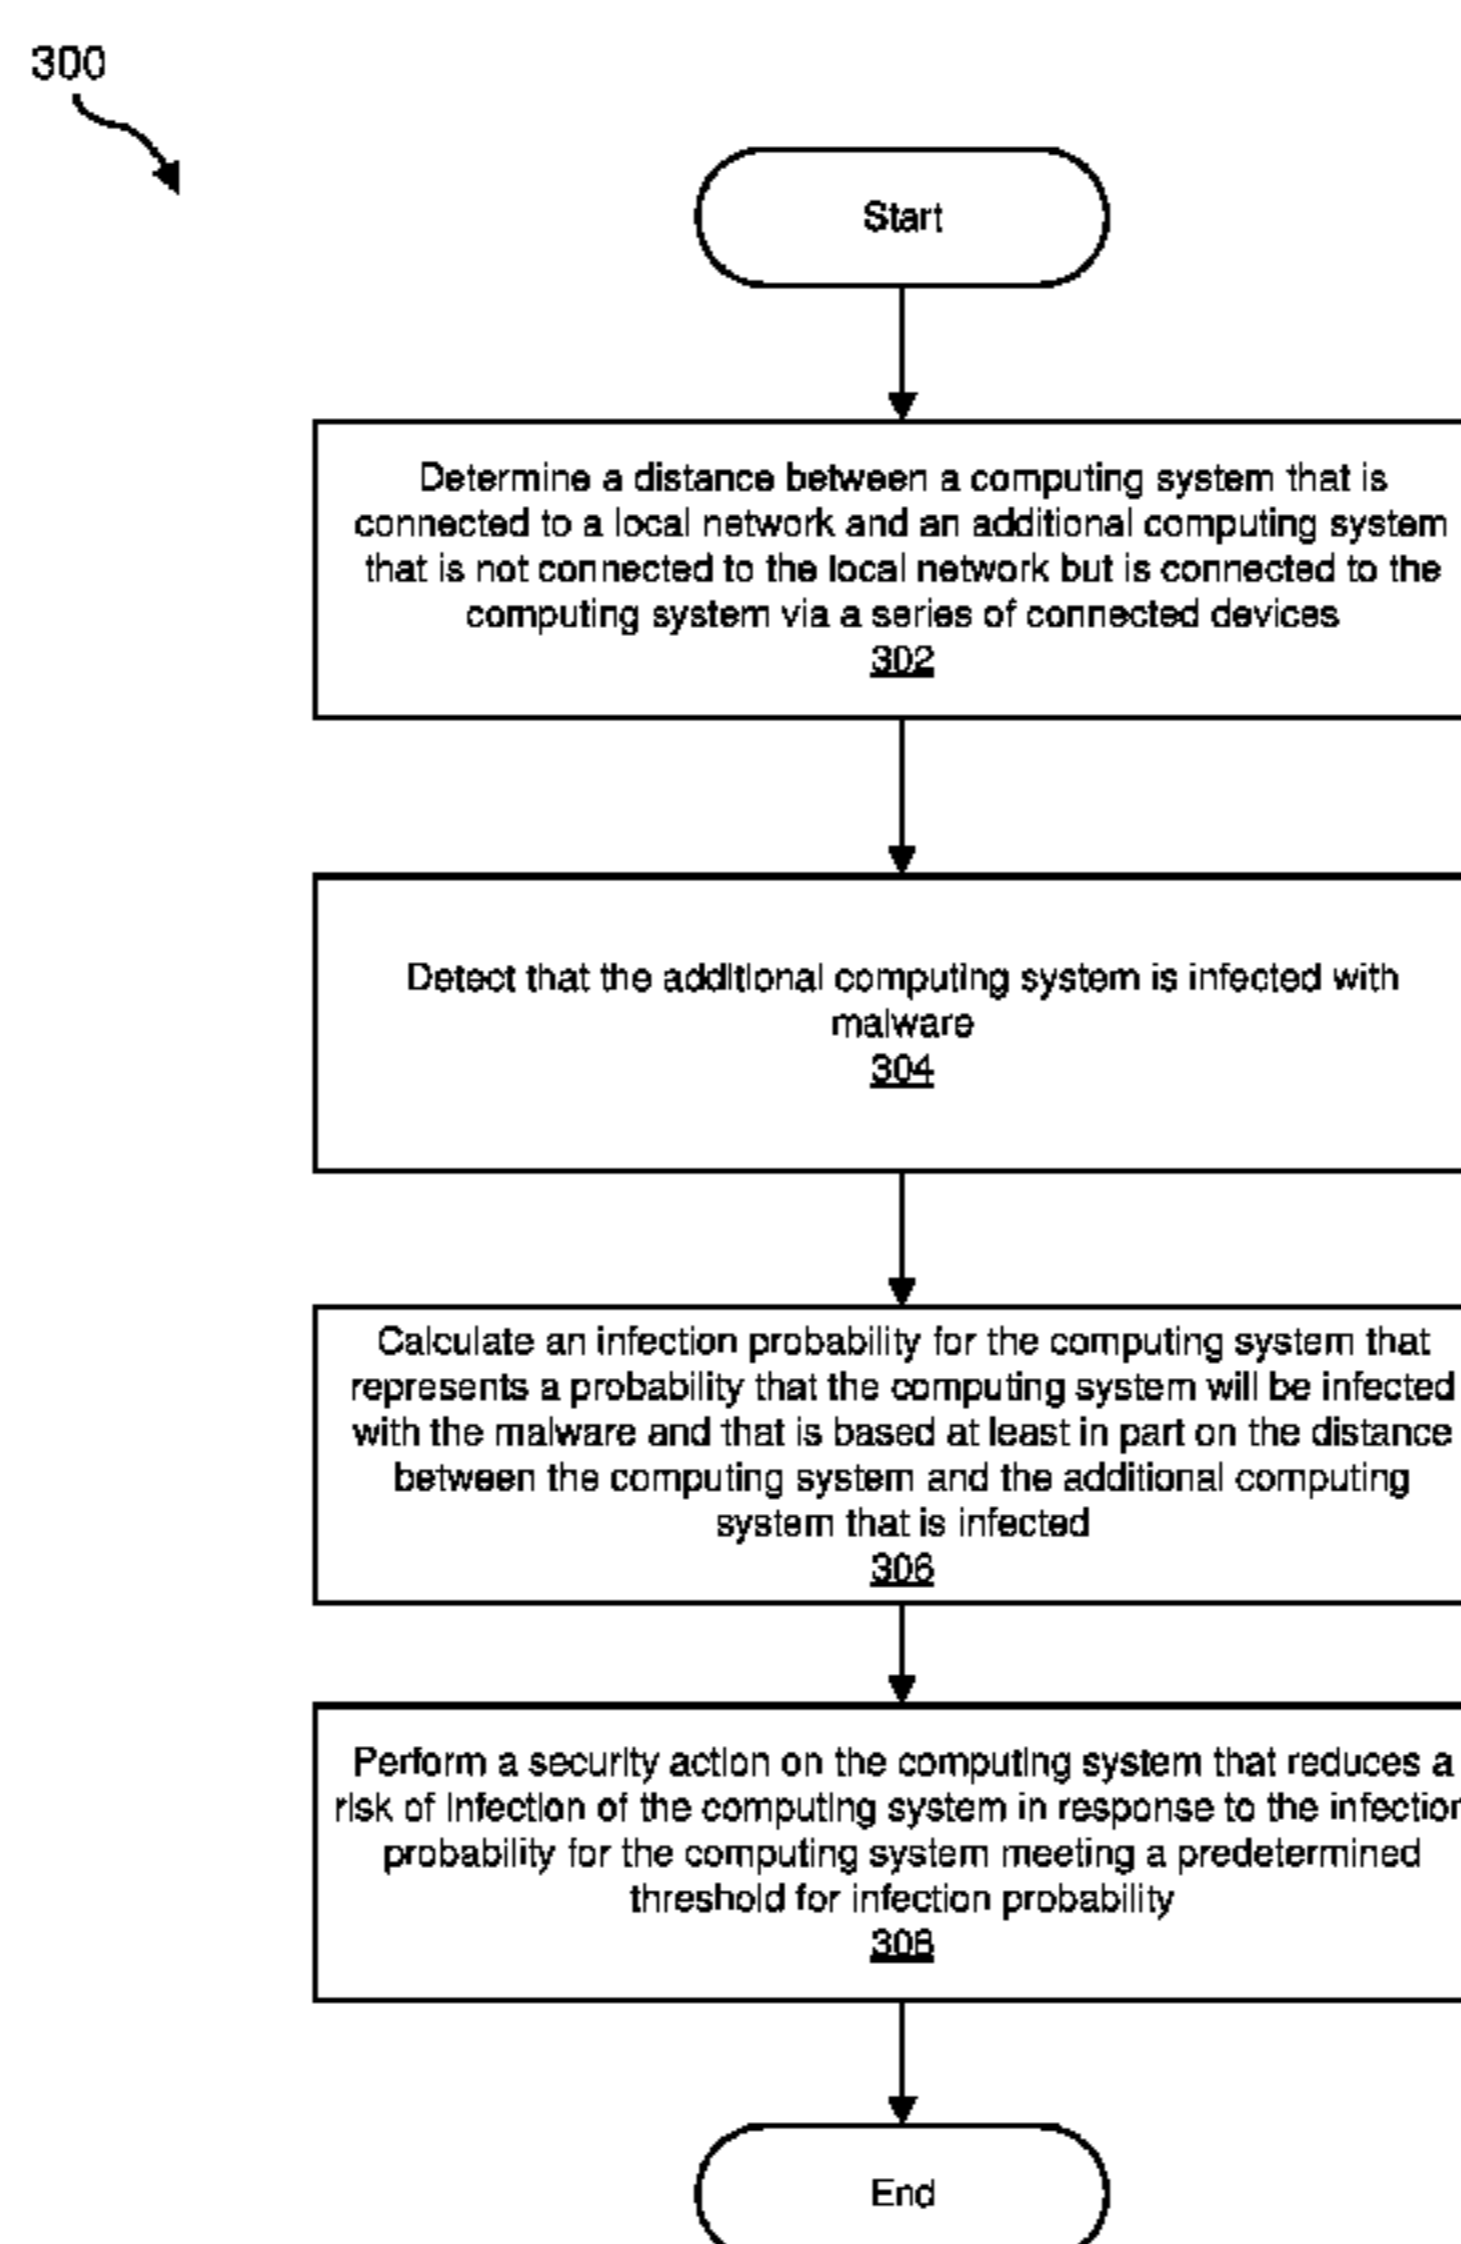 300
Start
Determine a distance between a computing system that is
connected to a local network and an additional computing system
that is not connected to the local network but is connected to the
computing system via a series of connected devices
302
Detect that the additional computing system is infected with
malware
304
Calculate an infection probability for the computing system that
represents a probability that the computing system will be infected
with the malware and that is based at least in part on the distance
between the computing system and the additional computing
system that is infected
306
Perform a security action on the computing system that reduces a
risk of infection of the computing system in response to the infection
probability for the computing system meeting a predetermined
threshold for infection probability
308
End